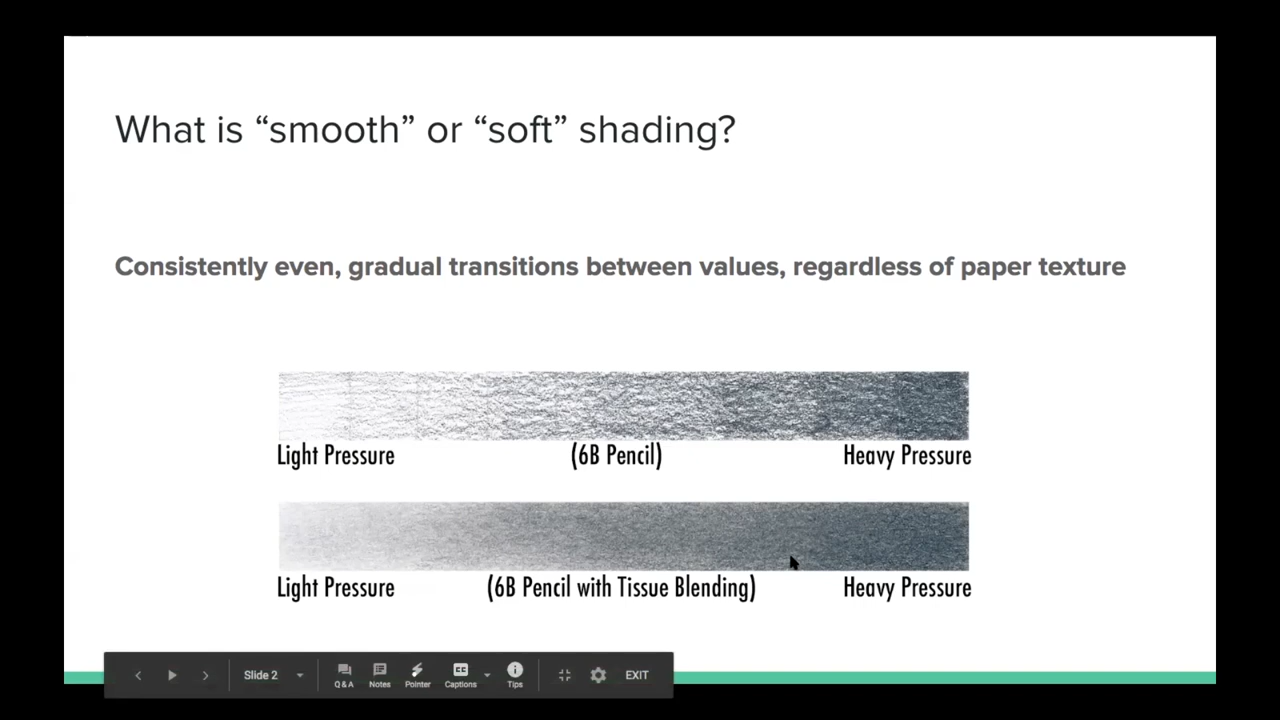 What is “smooth” or “soft” shading?
Consistently even, gradual transitions between values, regardless of paper texture
Light Pressure (6B Pencil) Heavy Pressure
Light Pressure (6B Pencil with Tissue Blending) Heavy Pressure
Slide 2 Q & A Notes Pointer CC Captions Tips EXIT